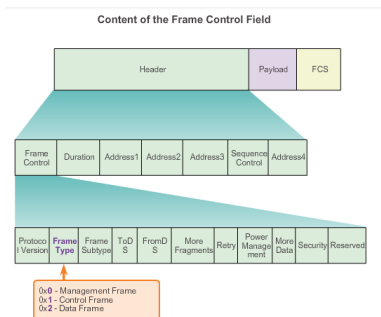 Content of the Frame Control Field
Header
Payload
FCS
Frame
Control
Duration
Address1
Address2
Address3
Sequence
Control
Address4
Protoco
l Version
Frame
Type
Frame
Subtype
ToD
S
FromD
S
More
Fragments
Retry
Power
Manage
ment
More
Data
Security
Reserved
0x0 - Management Frame
0x1 - Control Frame
0x2 - Data Frame